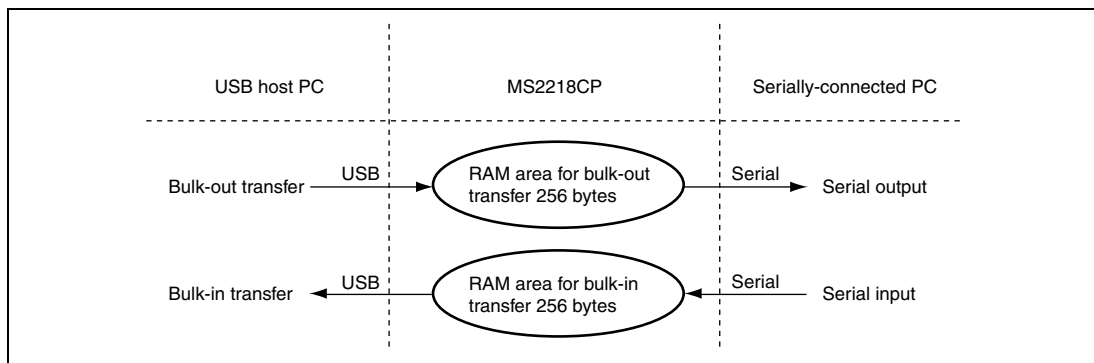 USB host PC
MS2218CP
Serially-connected PC
Bulk-out transfer
USB
RAM area for bulk-out
transfer 256 bytes
Serial
Serial output
Bulk-in transfer
USB
RAM area for bulk-in
transfer 256 bytes
Serial
Serial input